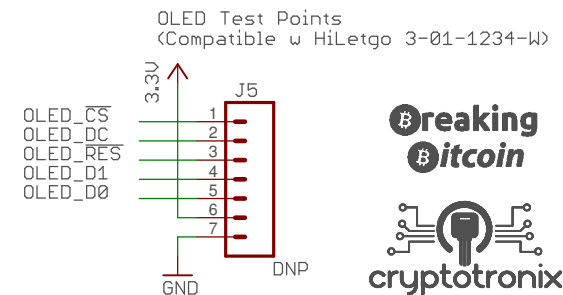 OLED Test Points
(Compatible w HiLetgo 3-01-1234-W)
3.3V
J5
OLED_CS 1
OLED_DC 2
OLED_RES 3
OLED_D1 4
OLED_D0 5
6
7
GND
DNP
Breaking
Bitcoin
cryptotronix